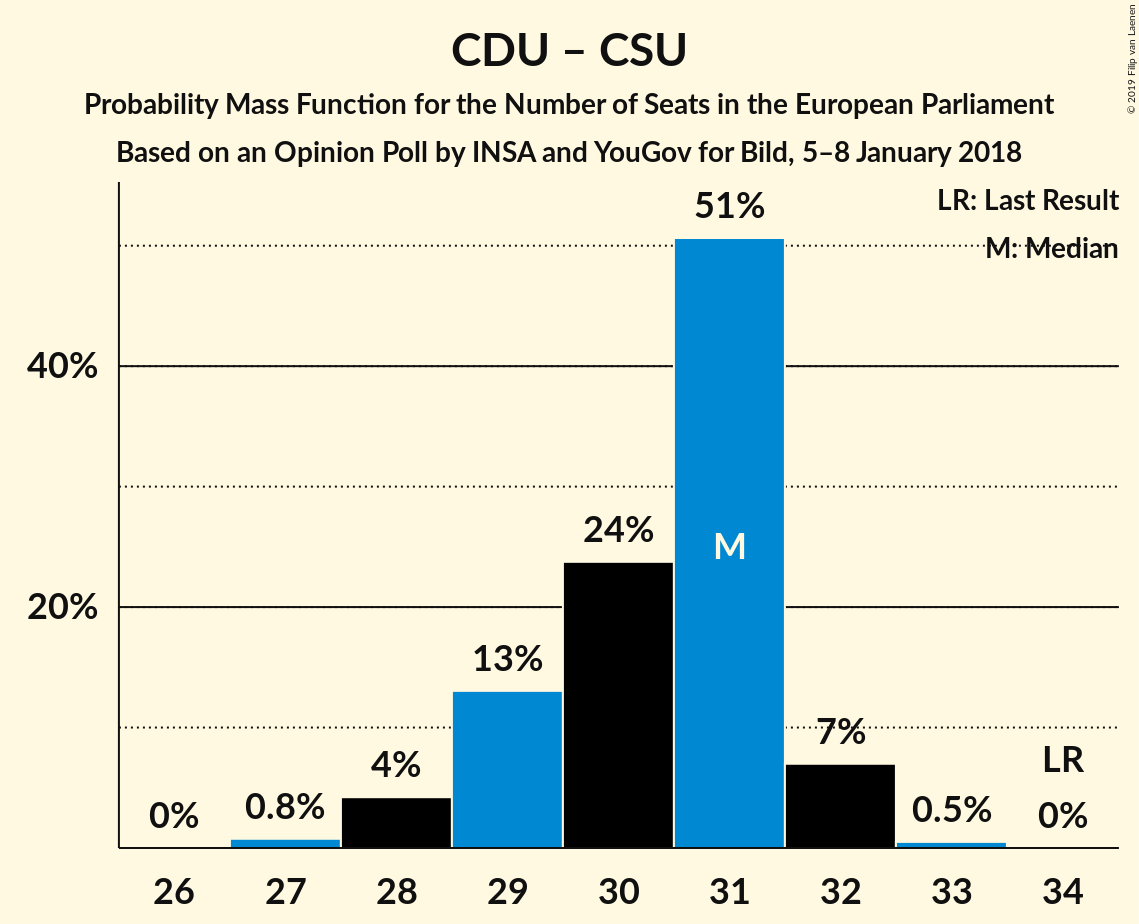 CDU – CSU
Probability Mass Function for the Number of Seats in the European Parliament
Based on an Opinion Poll by INSA and YouGov for Bild, 5–8 January 2018
© 2019 Filip van Laenen
LR: Last Result
M: Median
40%
20%
0%
0.8%
4%
13%
24%
51%
M
7%
0.5%
LR
0%
26 27 28 29 30 31 32 33 34